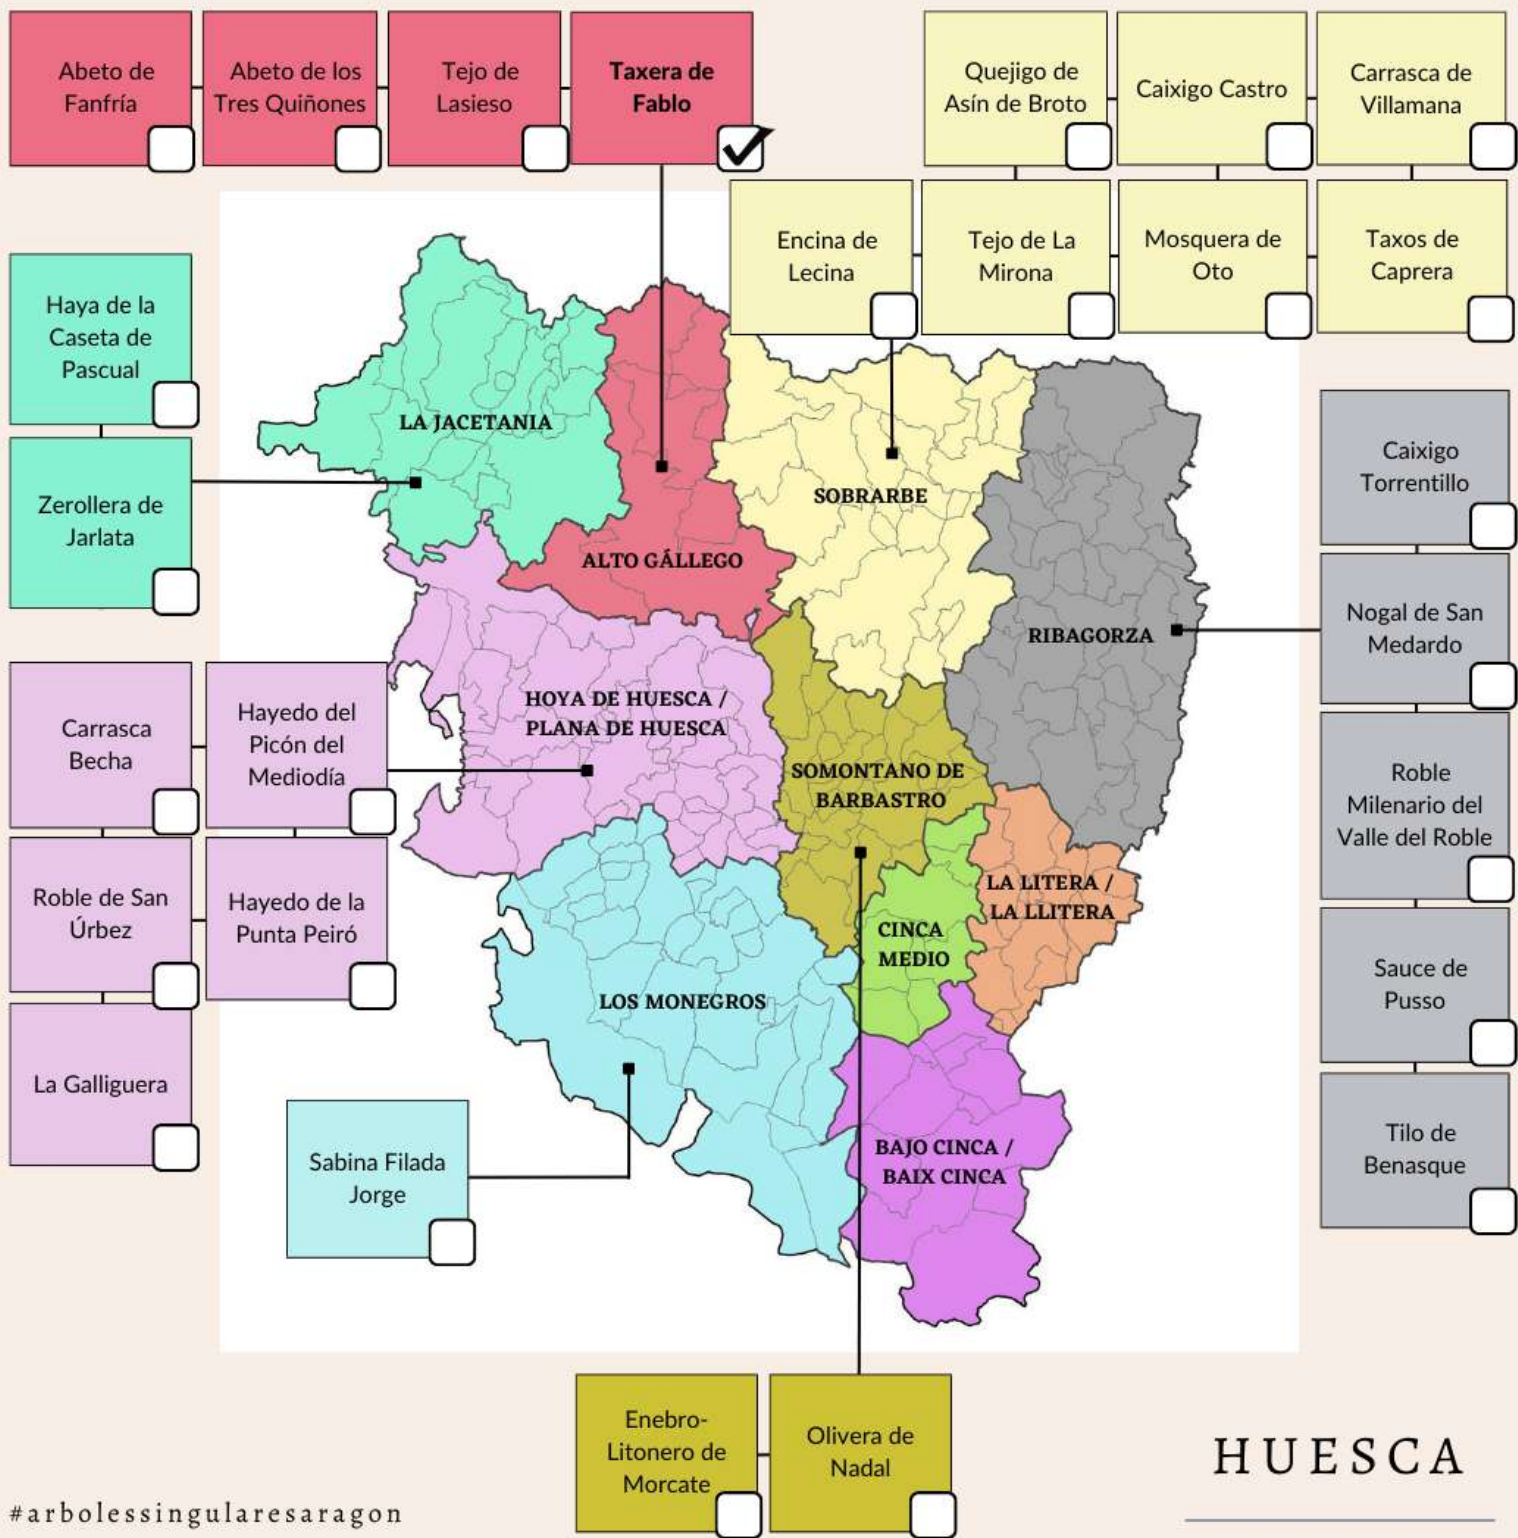 Abeto de
Fanfría
Abeto de los
Tres Quiñones
Tejo de
Lasieso
Taxera de
Fablo
Quejigo de
Asín de Broto
Caixigo Castro
Carrasca de
Villamana
Encina de
Lecina
Tejo de La
Mirona
Mosquera de
Oto
Taxos de
Caprera
Haya de la
Caseta de
Pascual
Zerollera de
Jarlata
LA JACETANIA
ALTO GÁLLEGO
SOBRARBE
RIBAGORZA
Caixigo
Torrentillo
Nogal de San
Medardo
Roble
Milenario del
Valle del Roble
Sauce de
Pusso
Tilo de
Benasque
Carrasca
Becha
Hayedo del
Picón del
Mediodía
Roble de San
Úrbez
Hayedo de la
Punta Peiró
La Galliguera
HOYA DE HUESCA /
PLANA DE HUESCA
SOMONTANO DE
BARBASTRO
LA LITERA /
LA LLITERA
CINCA
MEDIO
LOS MONEGROS
BAJO CINCA /
BAIX CINCA
Sabina Filada
Jorge
Enebro-
Litonero de
Morcate
Olivera de
Nadal
HUESCA
#arbolessingularesaragon